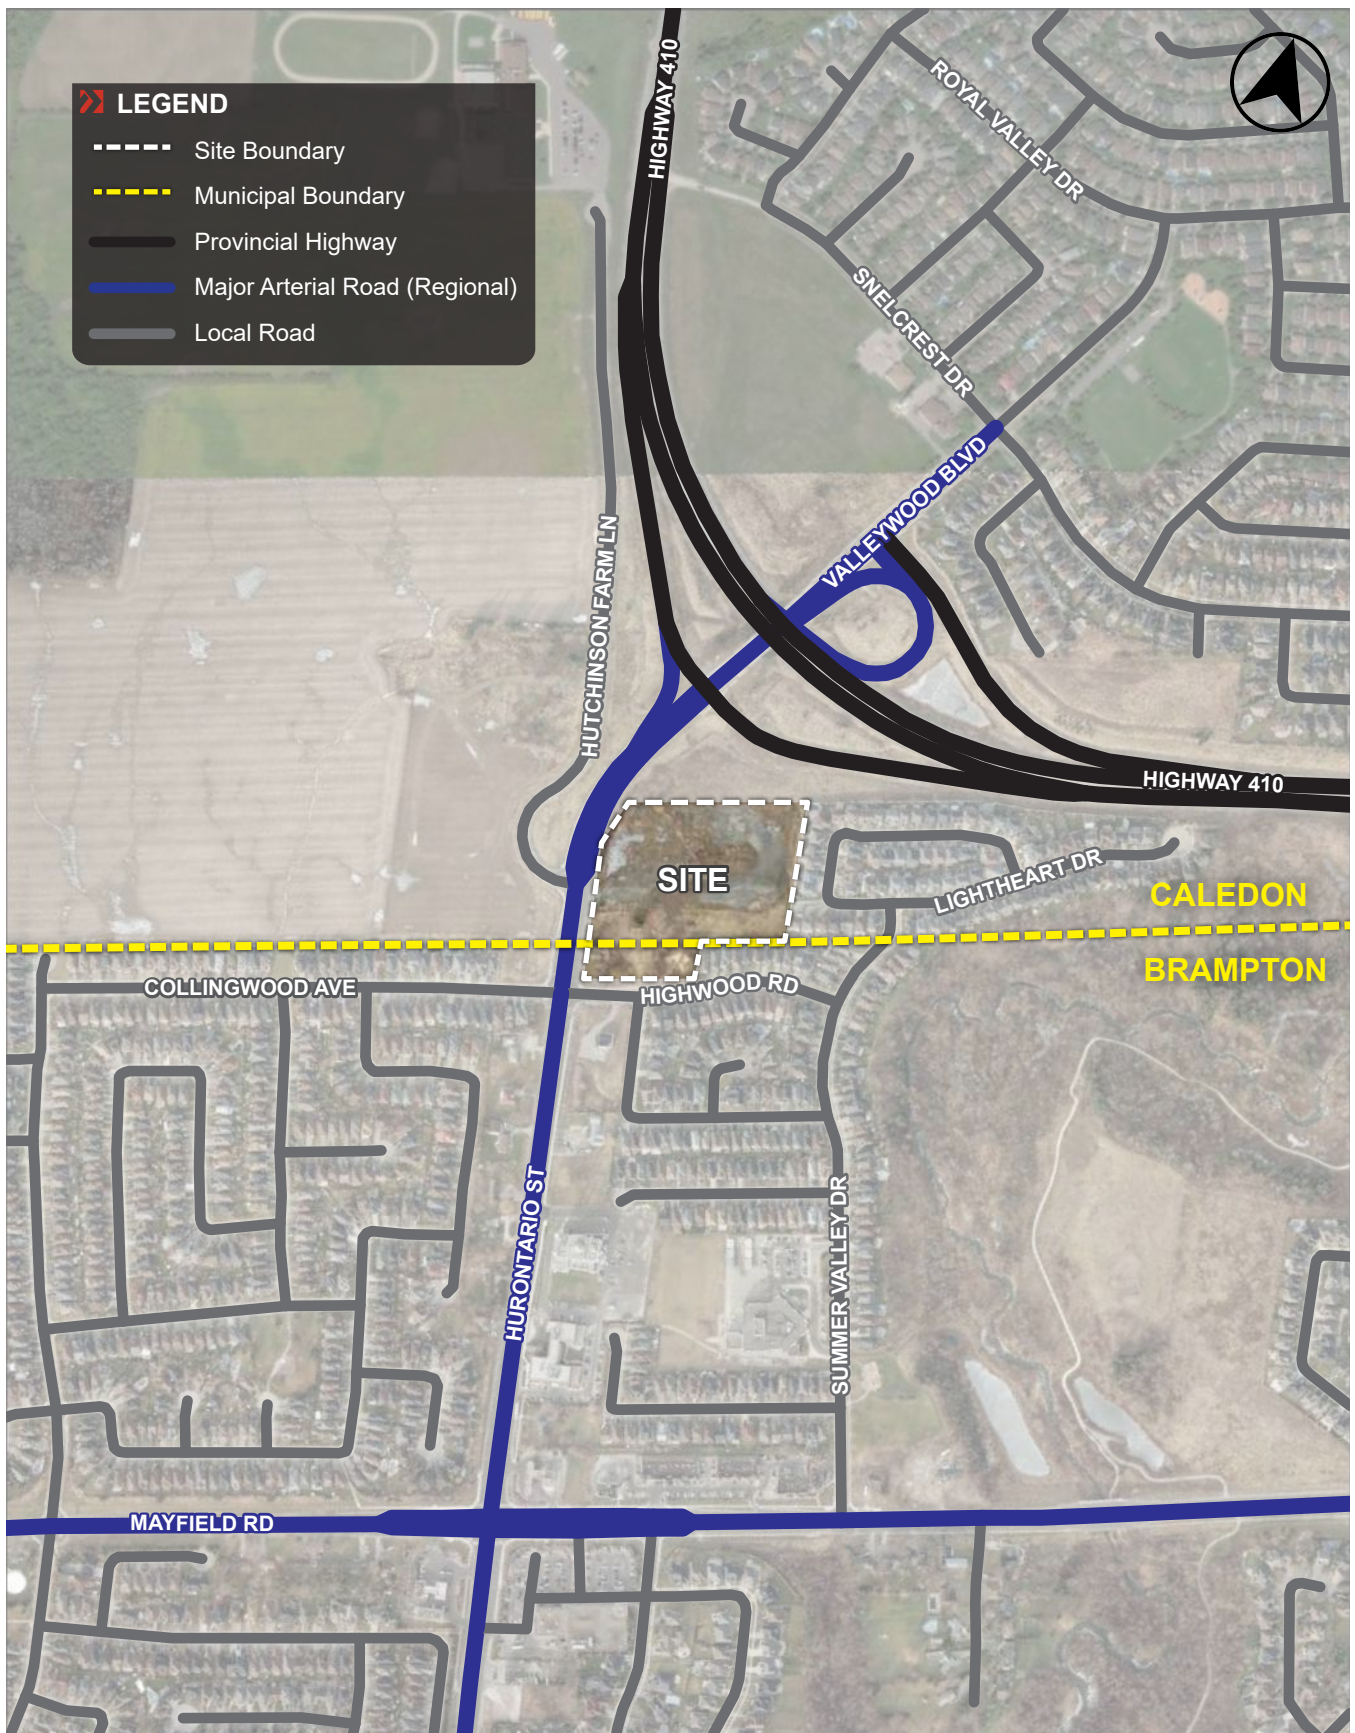 LEGEND
Site Boundary
Municipal Boundary
Provincial Highway
Major Arterial Road (Regional)
Local Road
HIGHWAY 410
ROYAL VALLEY DR
SNELCREST DR
VALLEYWOOD BLVD
HUTCHINSON FARM LN
HIGHWAY 410
SITE
LIGHTHEART DR
CALEDON
BRAMPTON
COLLINGWOOD AVE
HIGHWOOD RD
HURONTARIO ST
SUMMER VALLEY DR
MAYFIELD RD